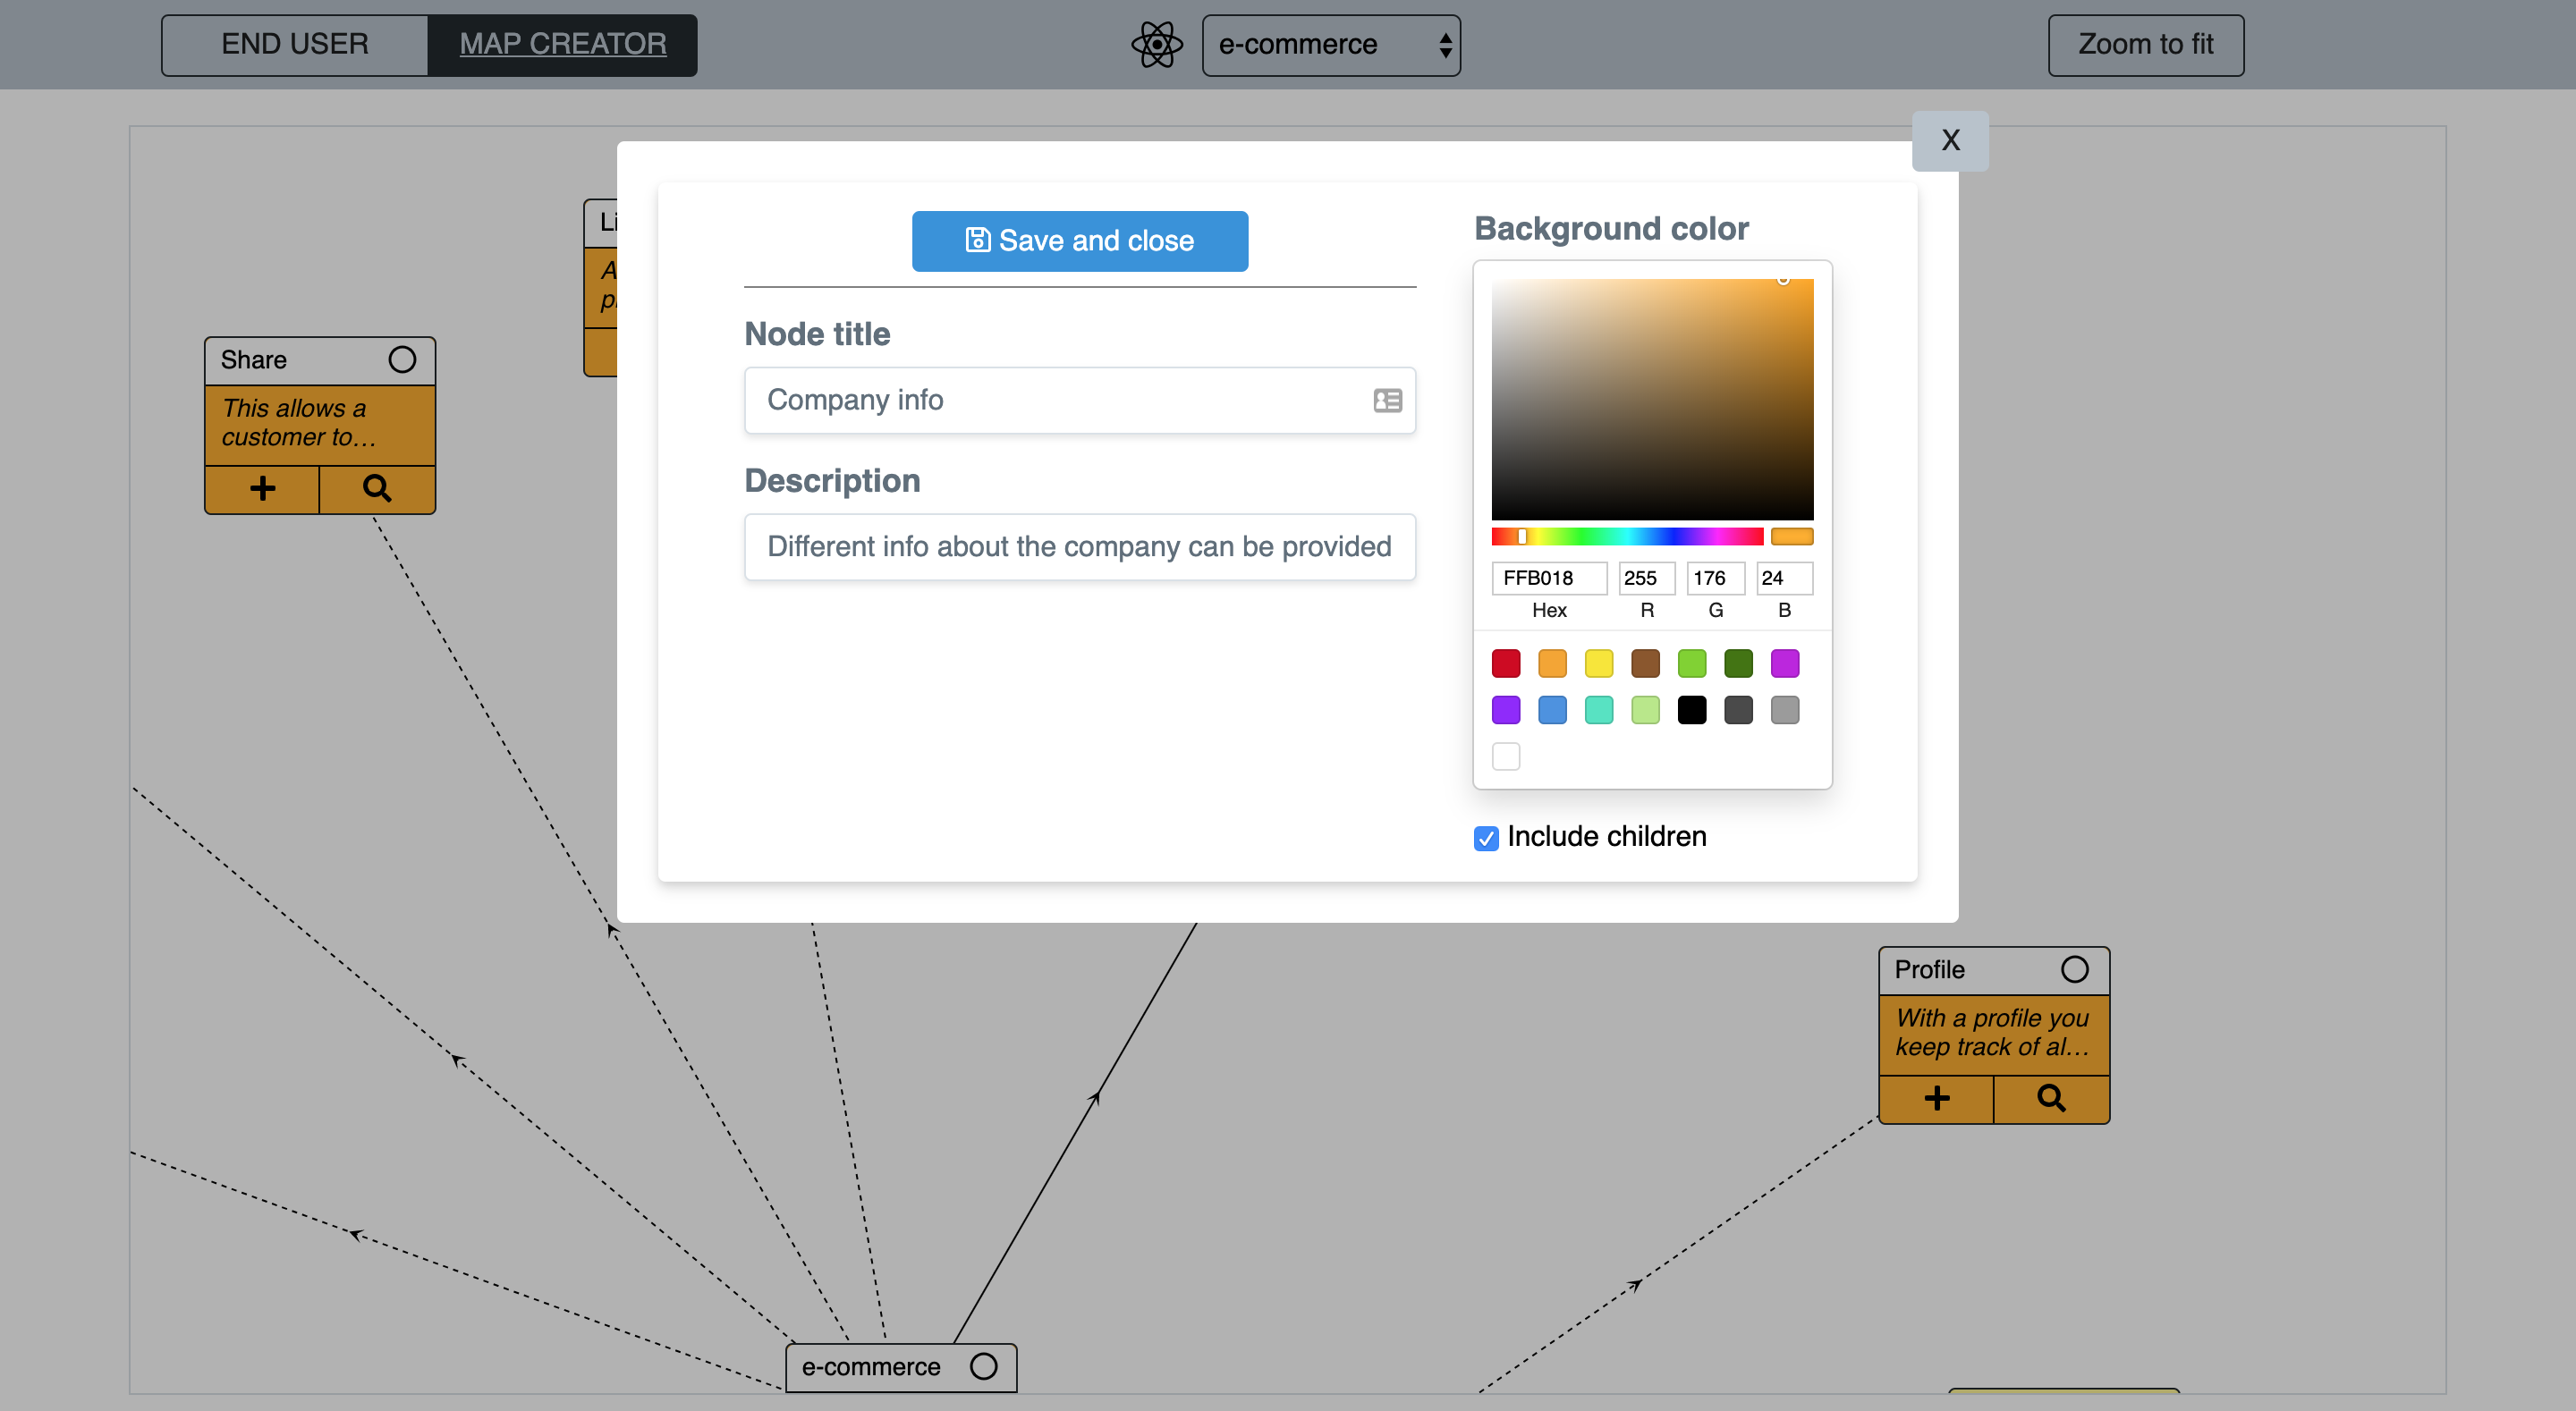 END USER
MAP CREATOR
e-commerce
Zoom to fit
X
Save and close
Background color
Node title
Company info
Description
Different info about the company can be provided
FFB018
255
176
24
Hex
R
G
B
Include children
Share
This allows a
customer to…
Profile
With a profile you
keep track of al…
e-commerce